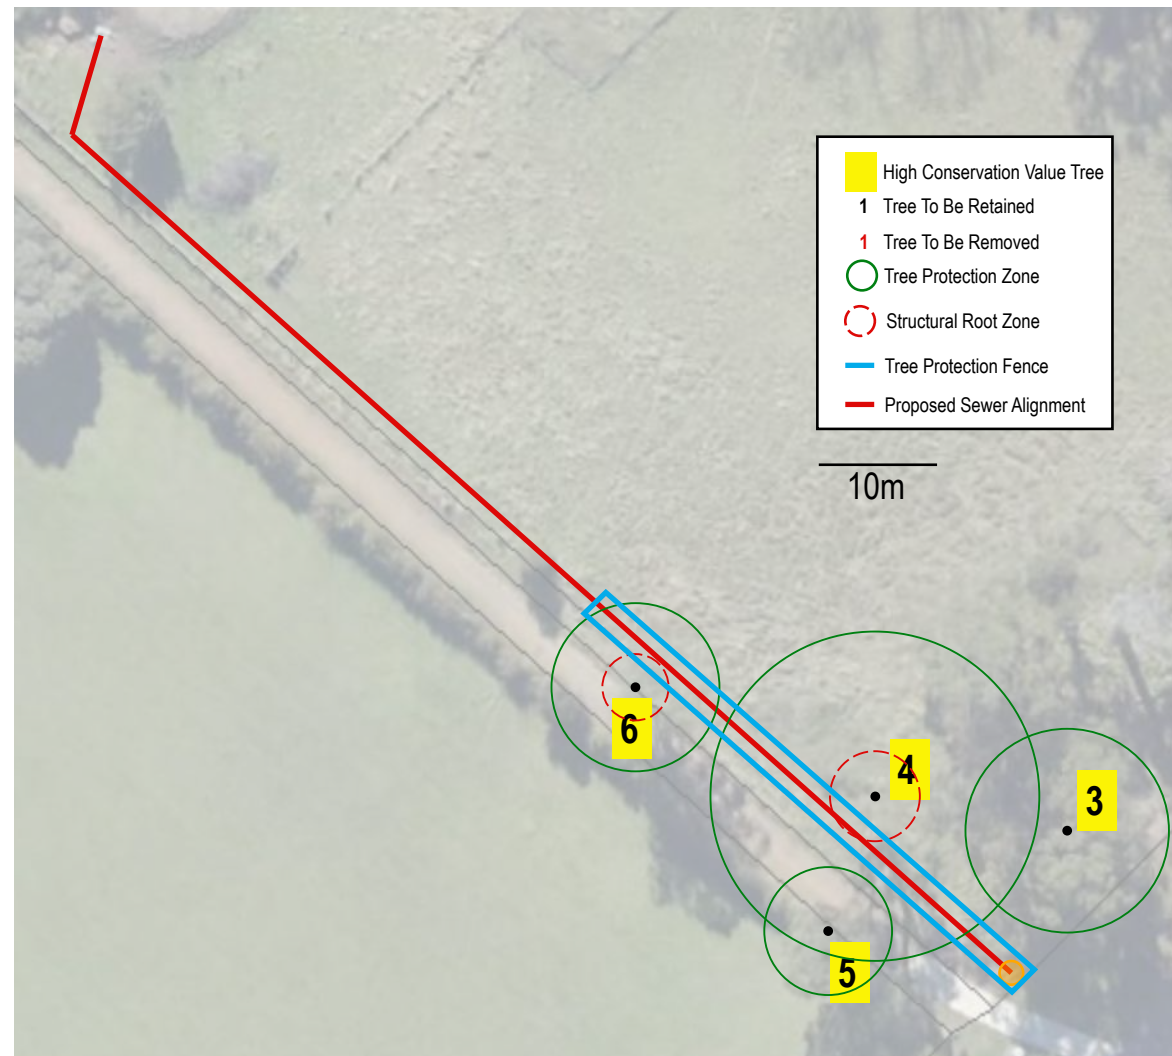 High Conservation Value Tree
1 Tree To Be Retained
1 Tree To Be Removed
Tree Protection Zone
Structural Root Zone
Tree Protection Fence
Proposed Sewer Alignment
10m
6
4
3
5